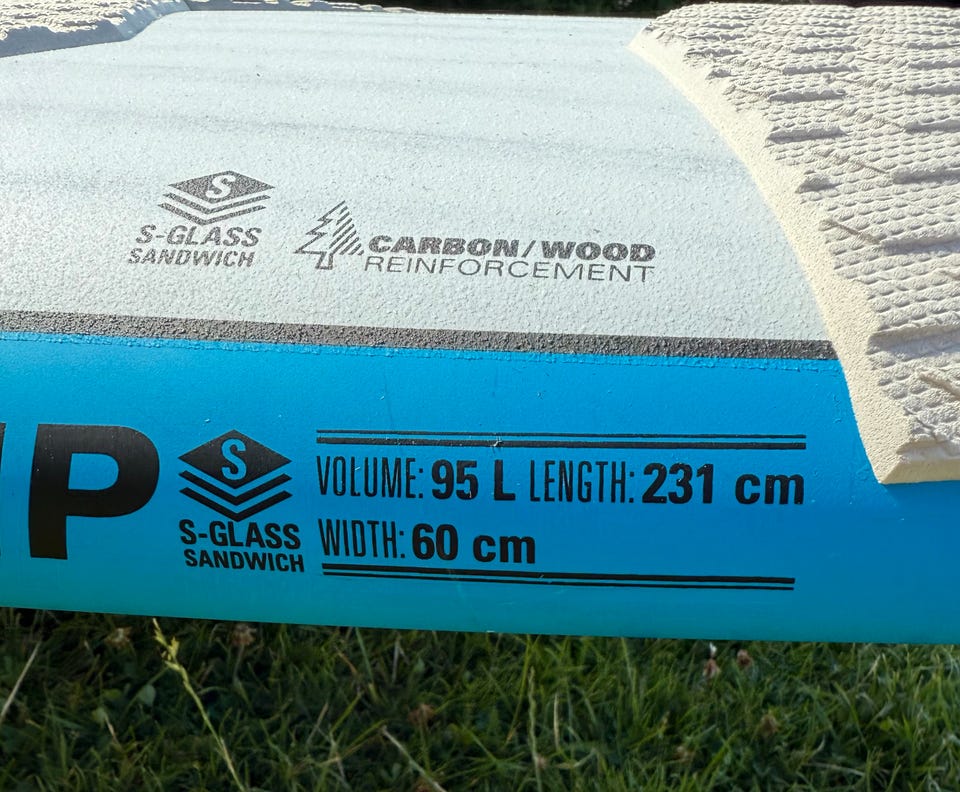 S
S-GLASS
SANDWICH
CARBON/WOOD
REINFORCEMENT
P
S
S-GLASS
SANDWICH
VOLUME: 95 L LENGTH: 231 cm
WIDTH: 60 cm